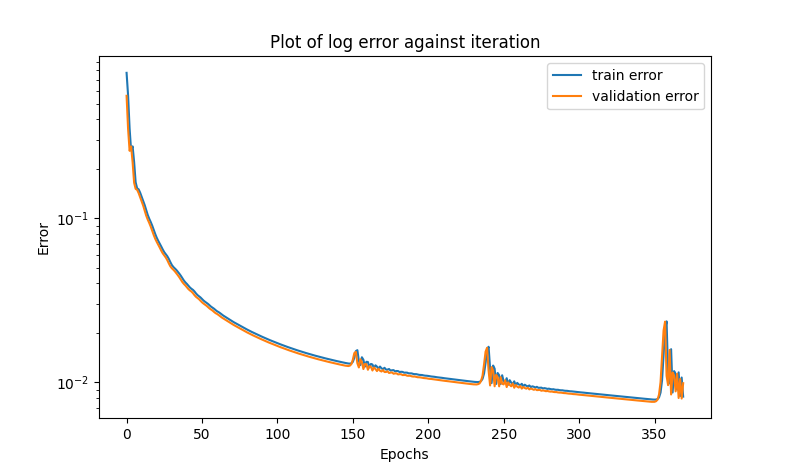 Plot of log error against iteration
train error
validation error
Error
10⁻¹
10⁻²
0 50 100 150 200 250 300 350
Epochs